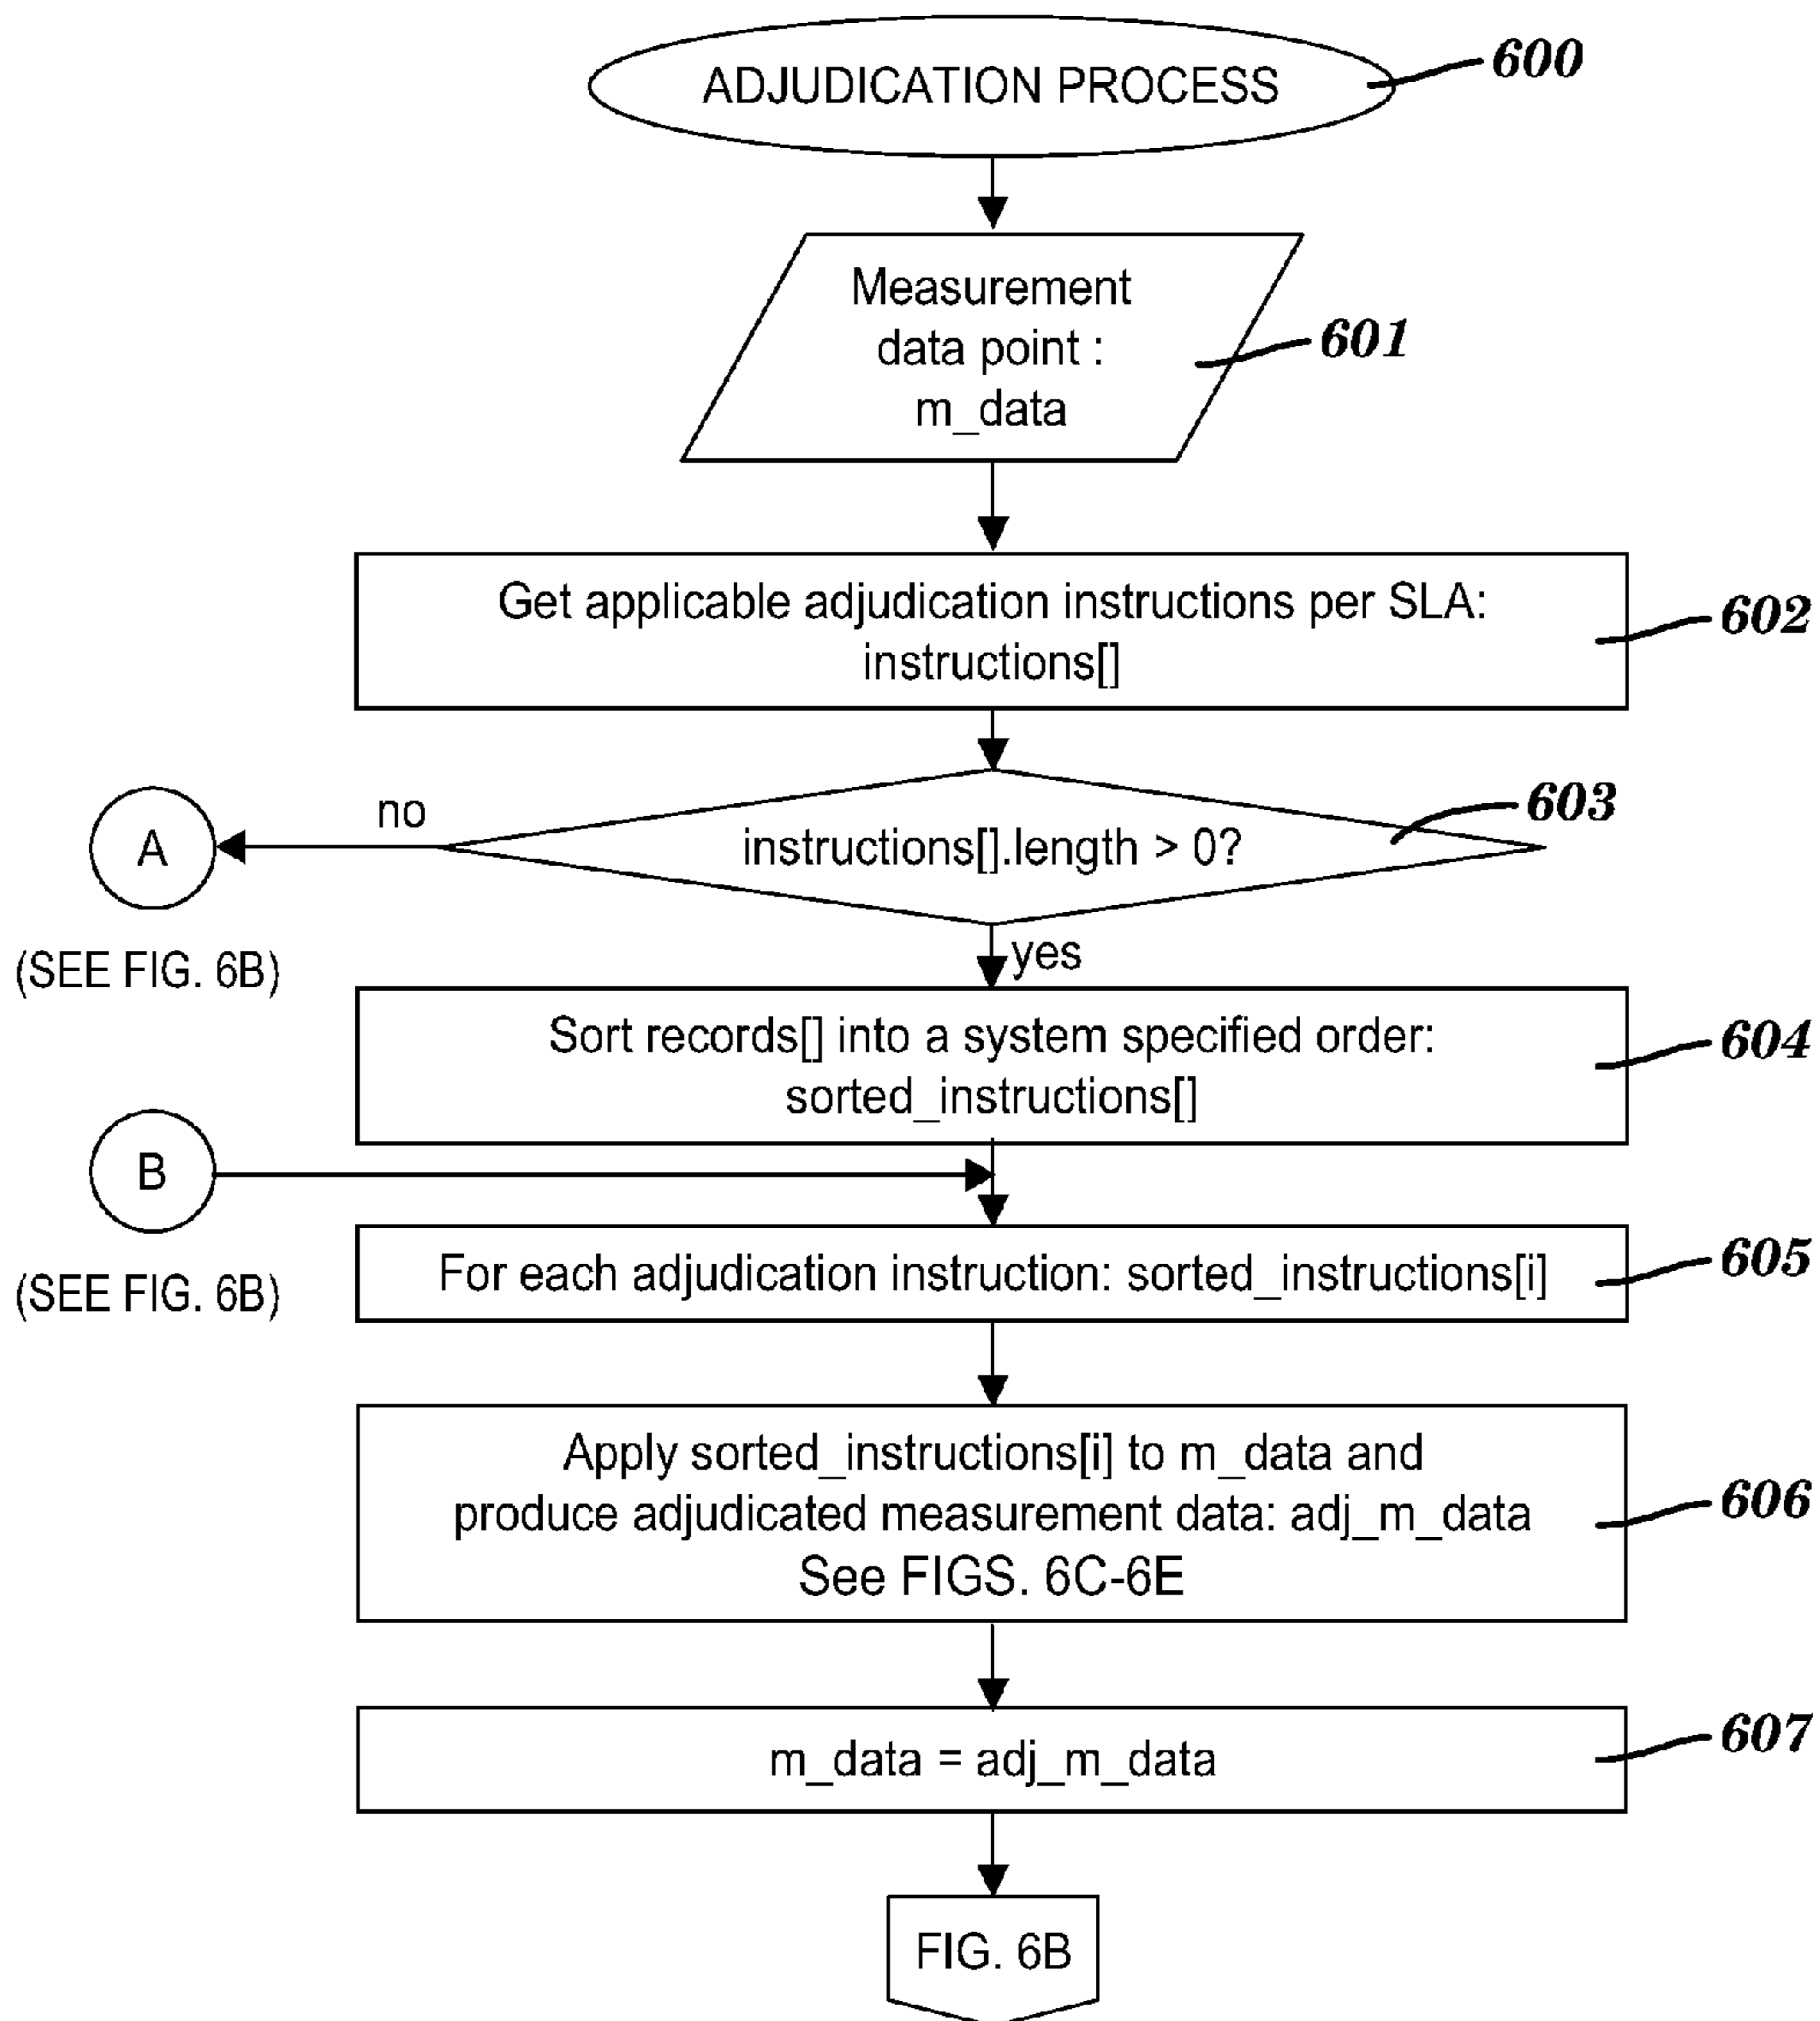 ADJUDICATION PROCESS
600
Measurement
data point :
m_data
601
Get applicable adjudication instructions per SLA:
instructions[]
602
603
no
A
instructions[].length > 0?
(SEE FIG. 6B)
yes
Sort records[] into a system specified order:
sorted_instructions[]
604
B
(SEE FIG. 6B)
For each adjudication instruction: sorted_instructions[i]
605
Apply sorted_instructions[i] to m_data and
produce adjudicated measurement data: adj_m_data
See FIGS. 6C-6E
606
m_data = adj_m_data
607
FIG. 6B